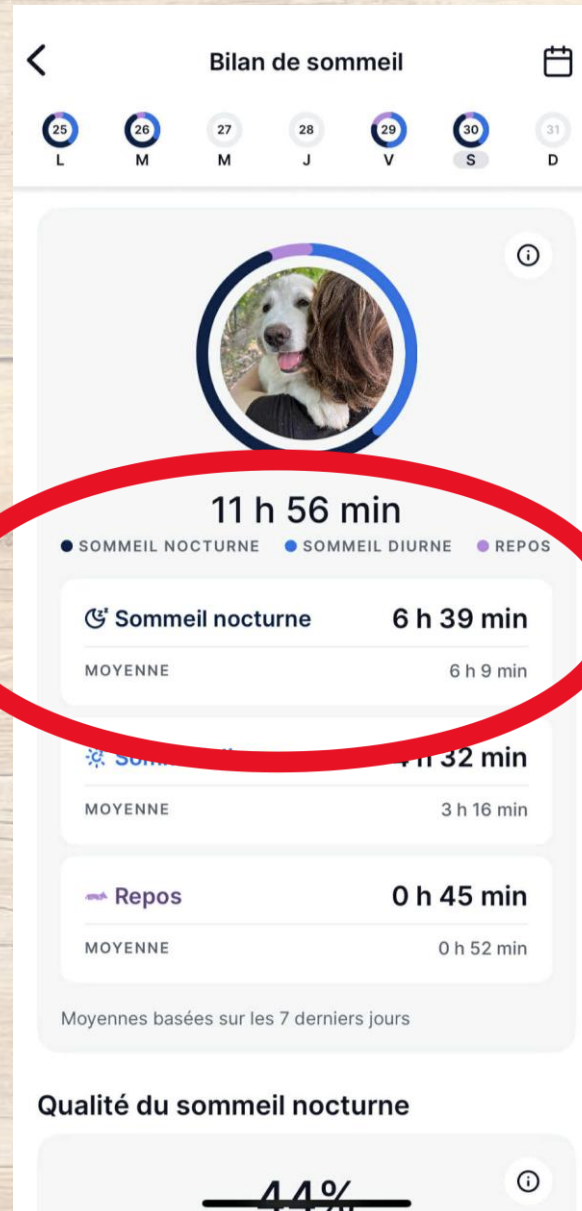 Bilan de sommeil
25 26 27 28 29 30 31
L M M J V S D
11 h 56 min
SOMMEIL NOCTURNE SOMMEIL DIURNE REPOS
Sommeil nocturne 6 h 39 min
MOYENNE 6 h 9 min
32 min
MOYENNE 3 h 16 min
Repos 0 h 45 min
MOYENNE 0 h 52 min
Moyennes basées sur les 7 derniers jours
Qualité du sommeil nocturne
44%